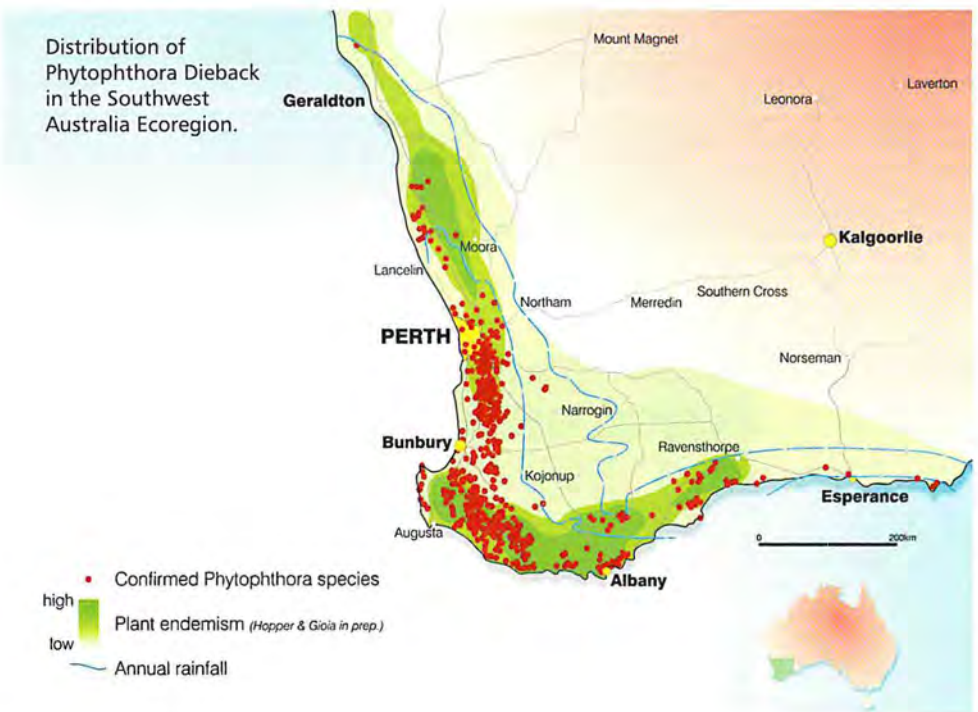 Distribution of
Phytophthora Dieback
in the Southwest
Australia Ecoregion.
Mount Magnet
Laverton
Leonora
Geraldton
Kalgoorlie
Moora
Lancelin
Southern Cross
Northam
Merredin
PERTH
Norseman
Narrogin
Bunbury
Ravensthorpe
Kojonup
Esperance
Augusta
0
200km
Albany
Confirmed Phytophthora species
high
Plant endemism (Hopper & Gioia in prep.)
low
Annual rainfall